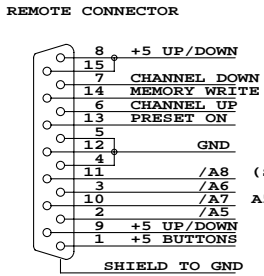 REMOTE CONNECTOR
8 +5 UP/DOWN
15
7 CHANNEL DOWN
14 MEMORY WRITE
6 CHANNEL UP
13 PRESET ON
5
12 GND
4
11 /A8 (
3 /A6
10 /A7 A
2 /A5
9 +5 UP/DOWN
1 +5 BUTTONS
SHIELD TO GND